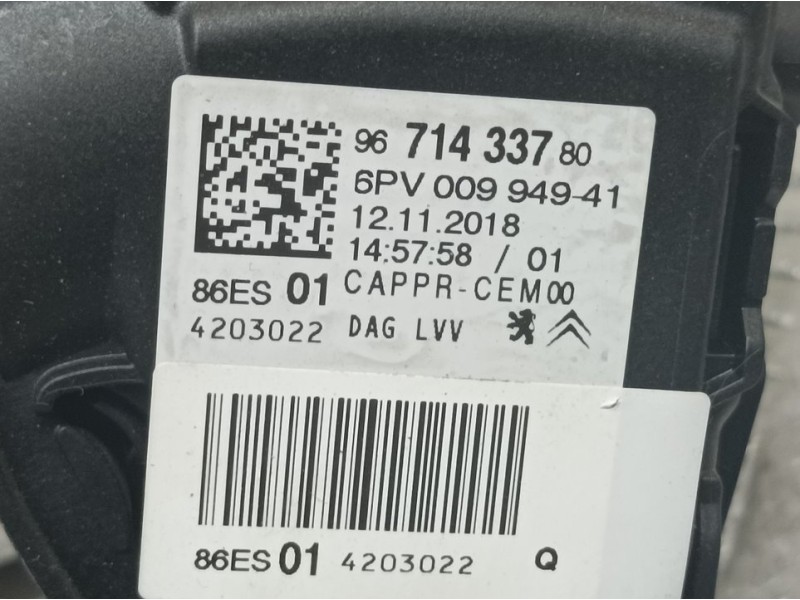 96 714 337 80
6PV 009 949-41
12.11.2018
14:57:58 / 01
86ES 01 CAPPR-CEM00
4203022 DAG LVV
86ES 01 4203022 Q